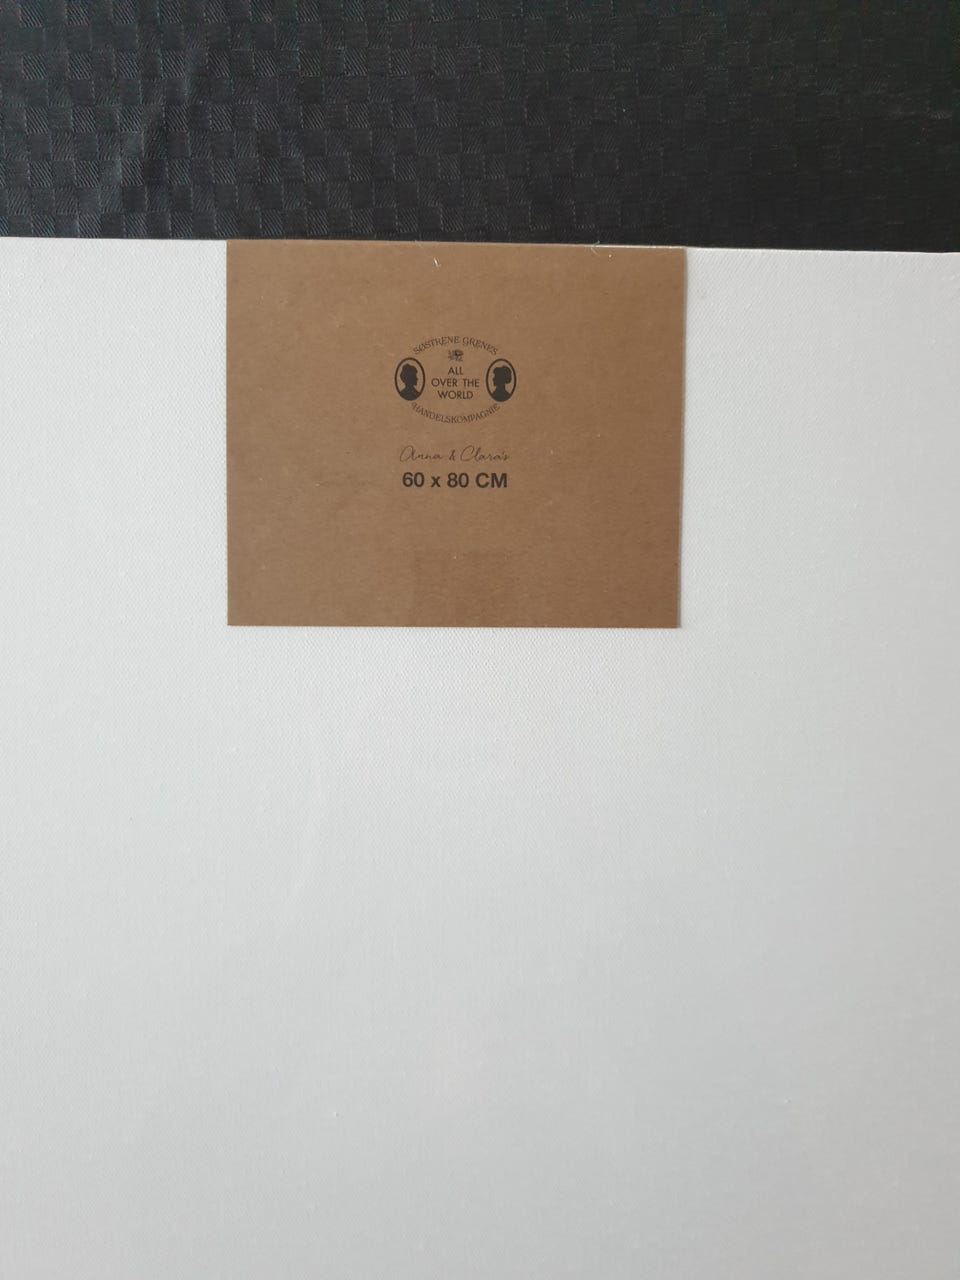 SØSTRENE GRENES
ALL
OVER THE
WORLD
HANDELSKOMPAGNIE
Anna & Clara's
60 x 80 CM